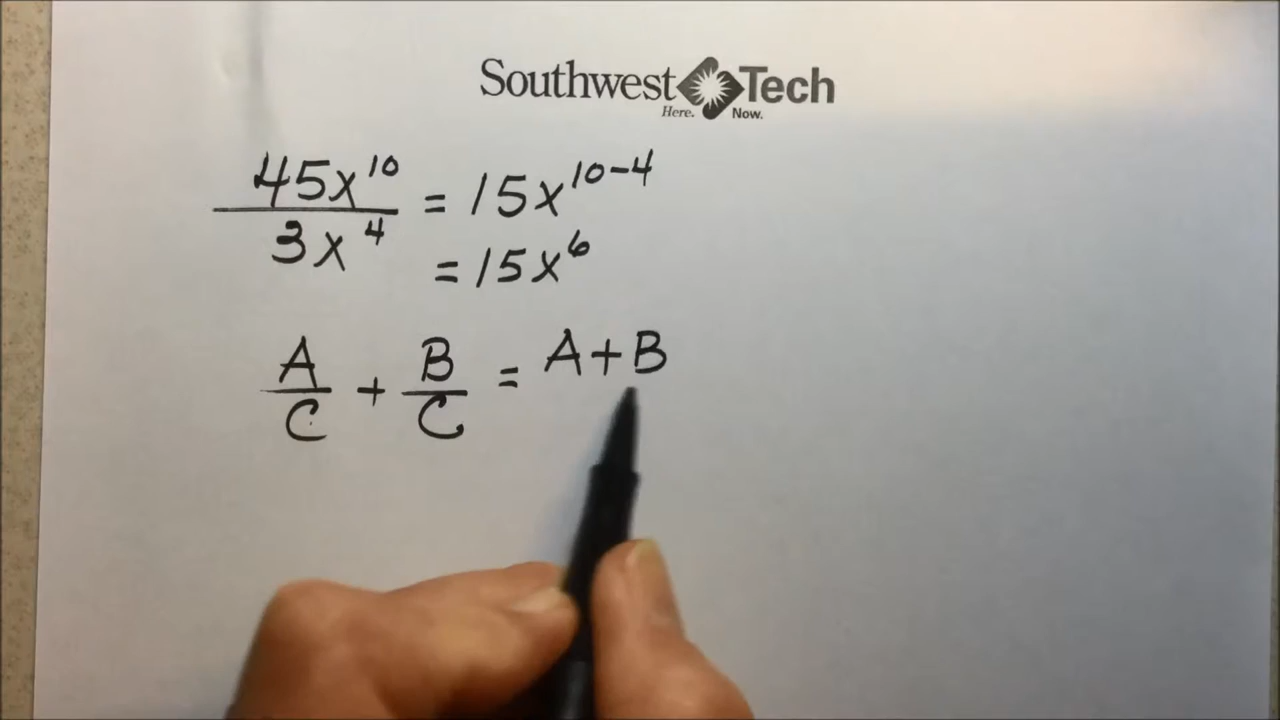 Southwest Tech
Here. Now.
45x^10 / 3x^4 = 15x^10-4
= 15x^6
A/C + B/C = A+B